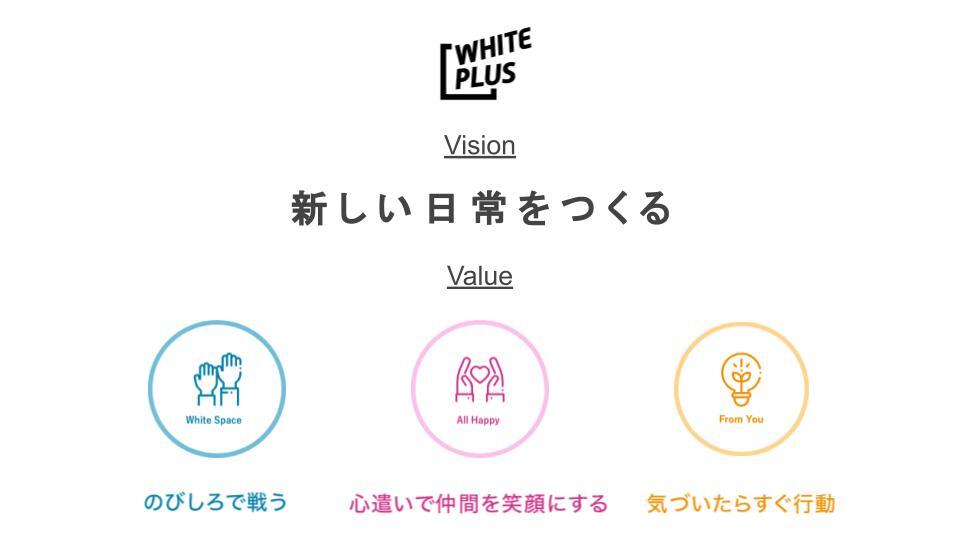 WHITE
PLUS
Vision
新しい日常をつくる
Value
White Space
All Happy
From You
のびしろで戦う
心遣いで仲間を笑顔にする
気づいたらすぐ行動